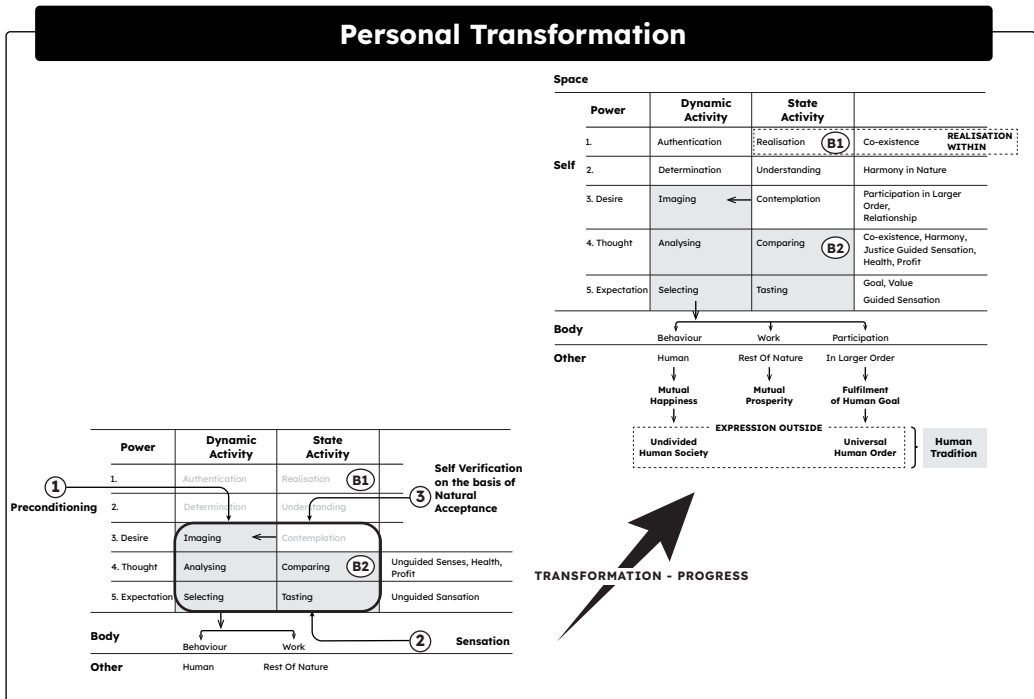 Personal Transformation
Space
Power
Dynamic
Activity
State
Activity
1.
Authentication
Realisation
B1
Co-existence
REALISATION
WITHIN
Self
2.
Determination
Understanding
Harmony in Nature
3. Desire
Imaging
Contemplation
Participation in Larger
Order,
Relationship
4. Thought
Analysing
Comparing
B2
Co-existence, Harmony,
Justice Guided Sensation,
Health, Profit
5. Expectation
Selecting
Tasting
Goal, Value
Guided Sensation
Body
Behaviour
Work
Participation
Other
Human
Rest Of Nature
In Larger Order
Mutual
Happiness
Mutual
Prosperity
Fulfilment
of Human Goal
EXPRESSION OUTSIDE
Undivided
Human Society
Universal
Human Order
Human
Tradition
Power
Dynamic
Activity
State
Activity
1
Preconditioning
1.
Authentication
Realisation
B1
3
Self Verification
on the basis of
Natural
Acceptance
2.
Determination
Understanding
3. Desire
Imaging
Contemplation
4. Thought
Analysing
Comparing
B2
Unguided Senses, Health,
Profit
5. Expectation
Selecting
Tasting
Unguided Sansation
Body
Behaviour
Work
2
Sensation
Other
Human
Rest Of Nature
TRANSFORMATION - PROGRESS